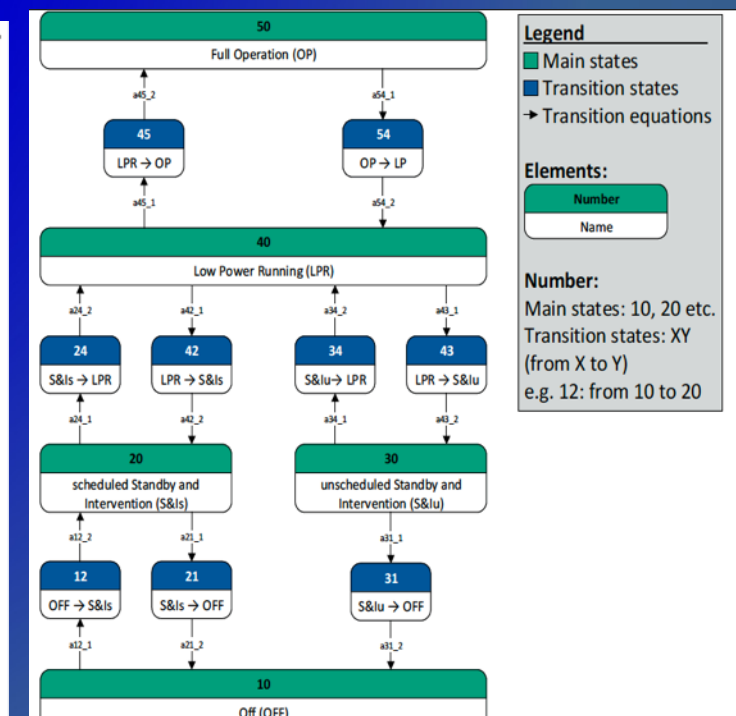 50
Full Operation (OP)
a45_2
a54_1
45
LPR → OP
54
OP → LP
a45_1
a54_2
40
Low Power Running (LPR)
a24_2
a42_1
a34_2
a43_1
24
S&Is → LPR
42
LPR → S&Is
34
S&Iu → LPR
43
LPR → S&Iu
a24_1
a42_2
a34_1
a43_2
20
scheduled Standby and
Intervention (S&Is)
30
unscheduled Standby and
Intervention (S&Iu)
a12_2
a21_1
a31_1
12
OFF → S&Is
21
S&Is → OFF
31
S&Iu → OFF
a12_1
a21_2
a31_2
10
Off (OFF)
Legend
Main states
Transition states
→ Transition equations
Elements:
Number
Name
Number:
Main states: 10, 20 etc.
Transition states: XY
(from X to Y)
e.g. 12: from 10 to 20